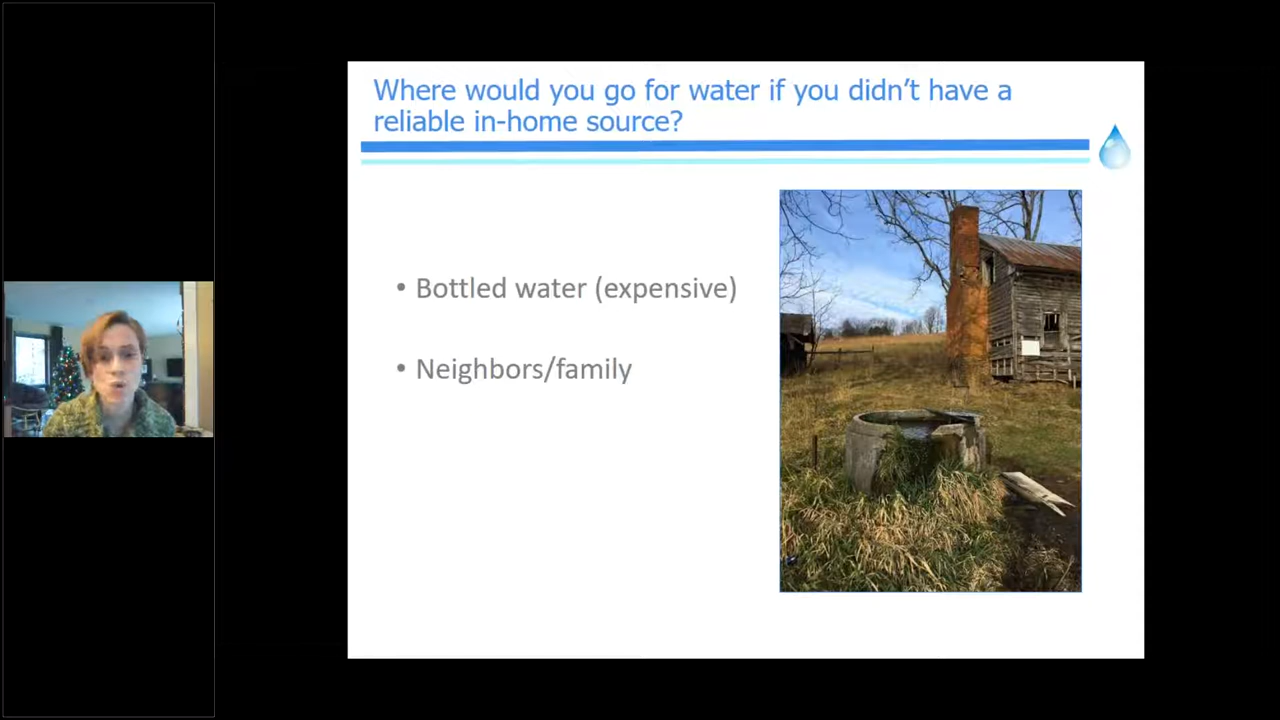 Where would you go for water if you didn’t have a
reliable in-home source?
• Bottled water (expensive)
• Neighbors/family